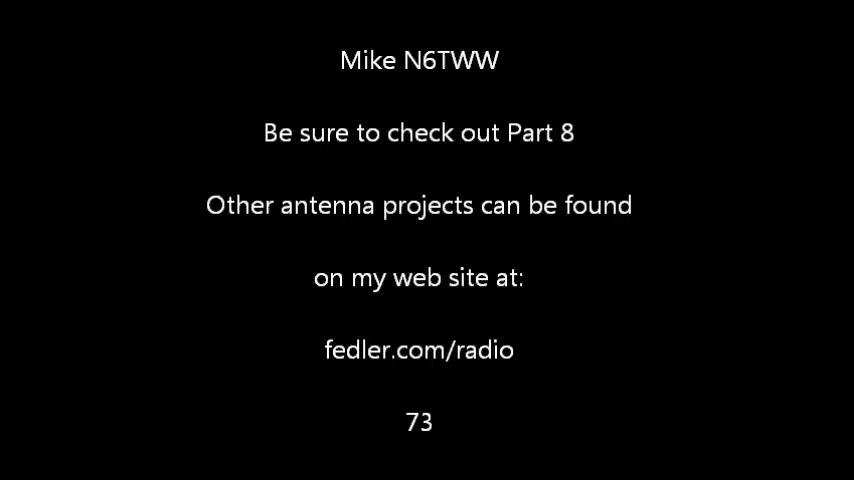 Mike N6TWW
Be sure to check out Part 8
Other antenna projects can be found
on my web site at:
fedler.com/radio
73